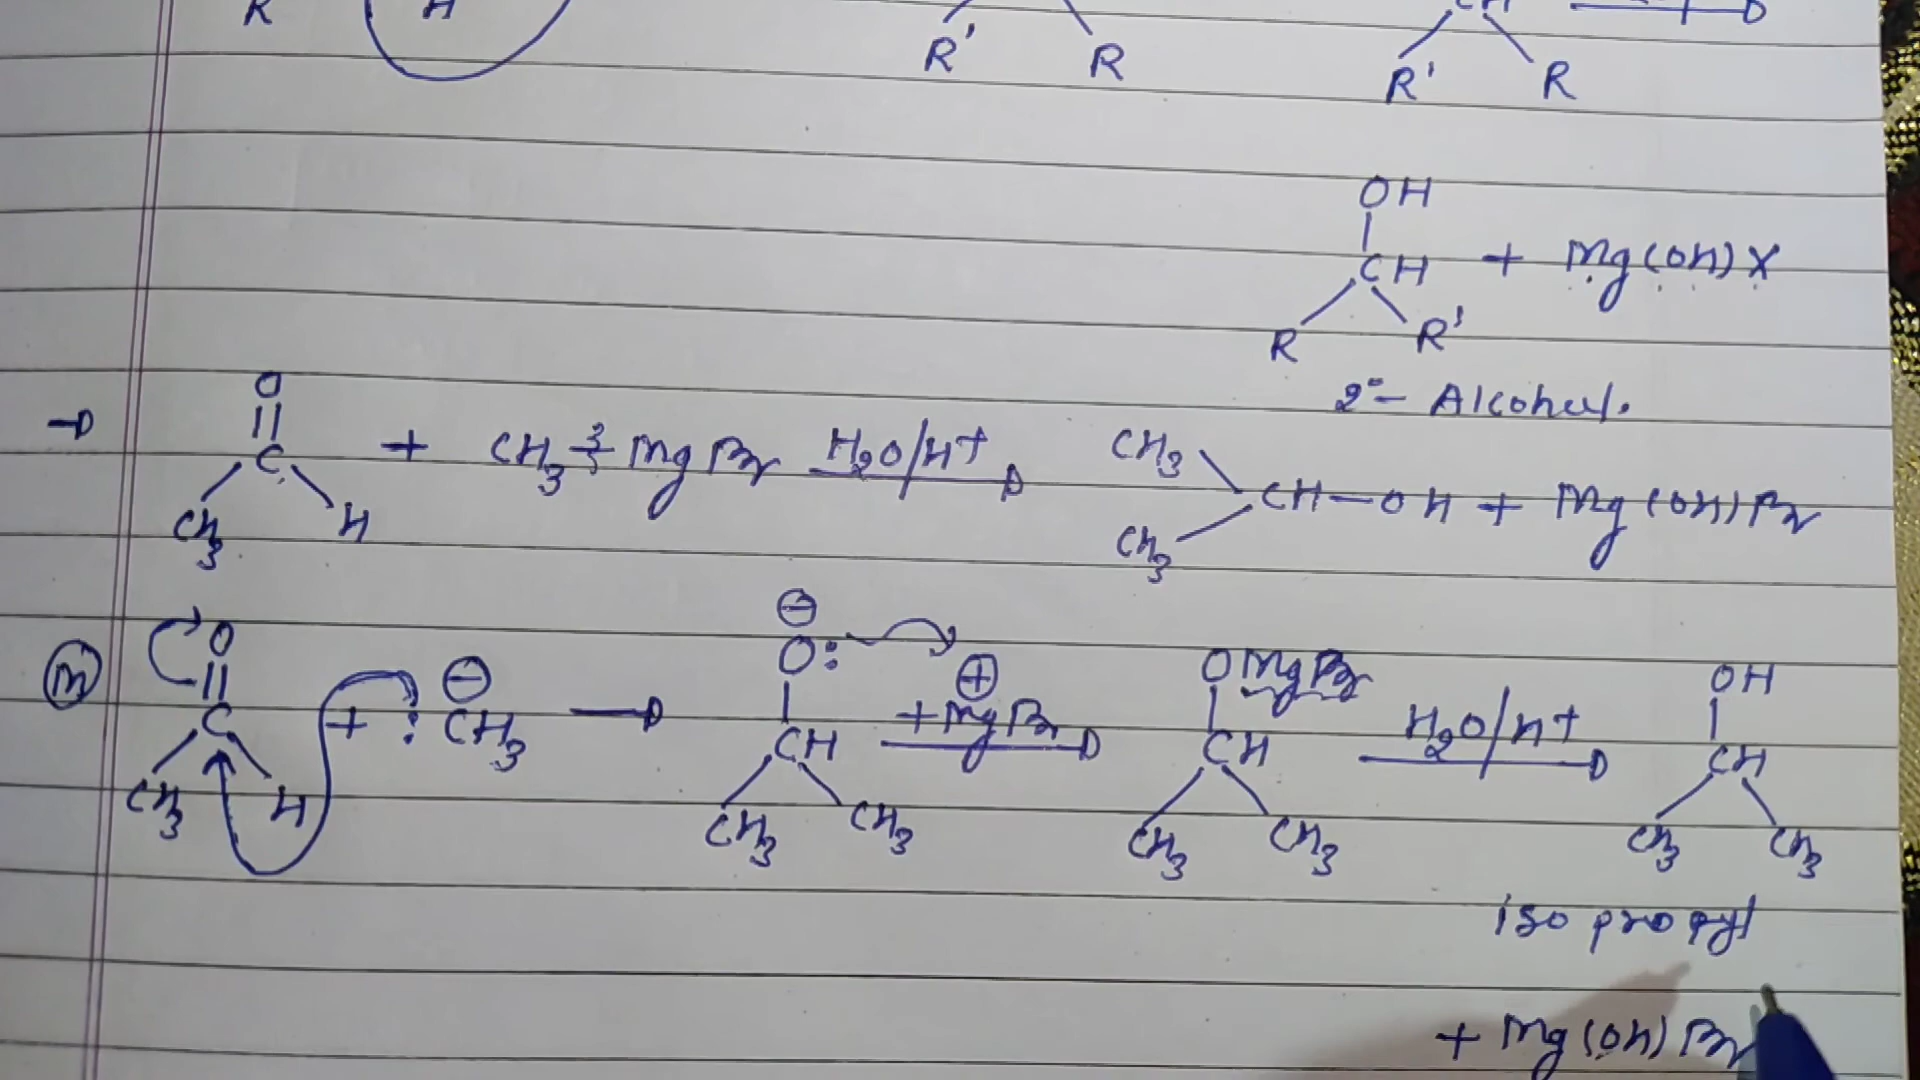 R H R' R R' R
OH
CH + Mg(OH)X
R R'
2°- Alcohol.
O
C + CH3 MgBr H2O/H+ CH3 CH-OH + Mg(OH)Br
CH3 H CH3
(M) O + :⊖CH3 → ⊖O: +⊕MgBr OMgBr H2O/H+ OH
C CH CH CH
CH3 H CH3 CH3 CH3 CH3 CH3 CH3
iso propyl
+ Mg(OH)Br